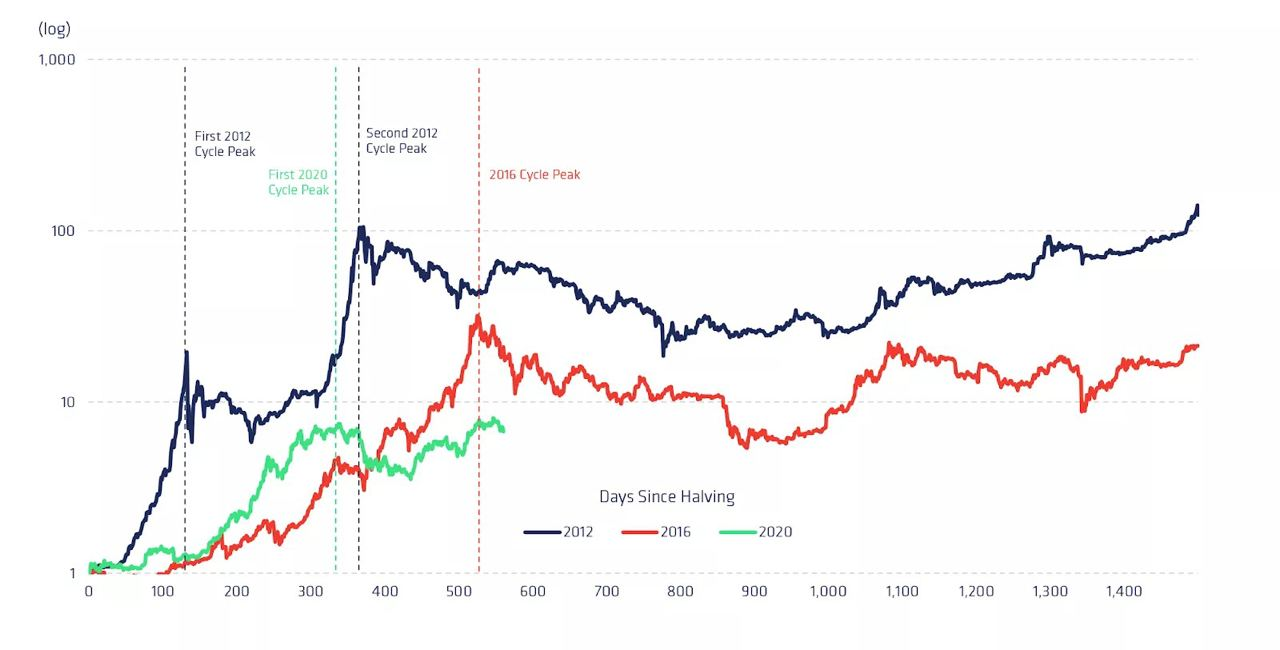 (log)
1,000
First 2012
Cycle Peak
Second 2012
Cycle Peak
First 2020
Cycle Peak
2016 Cycle Peak
100
10
Days Since Halving
2012 2016 2020
1
0 100 200 300 400 500 600 700 800 900 1,000 1,100 1,200 1,300 1,400